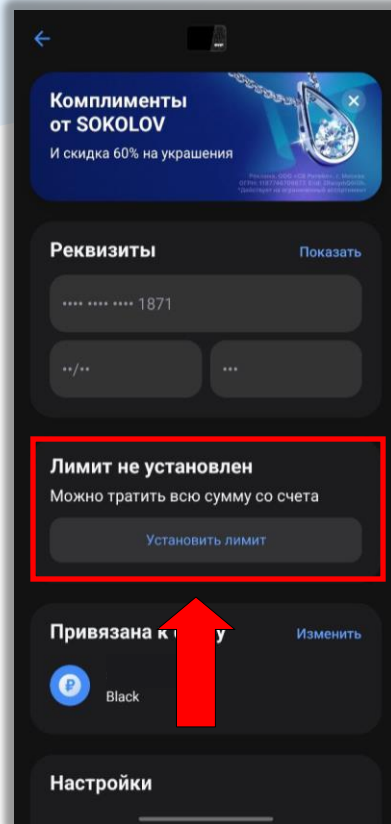 Комплименты
от SOKOLOV
И скидка 60% на украшения
Реквизиты
Показать
•••• •••• •••• 1871
••/••
•••
Лимит не установлен
Можно тратить всю сумму со счета
Установить лимит
Привязана к
Изменить
₽
Black
Настройки